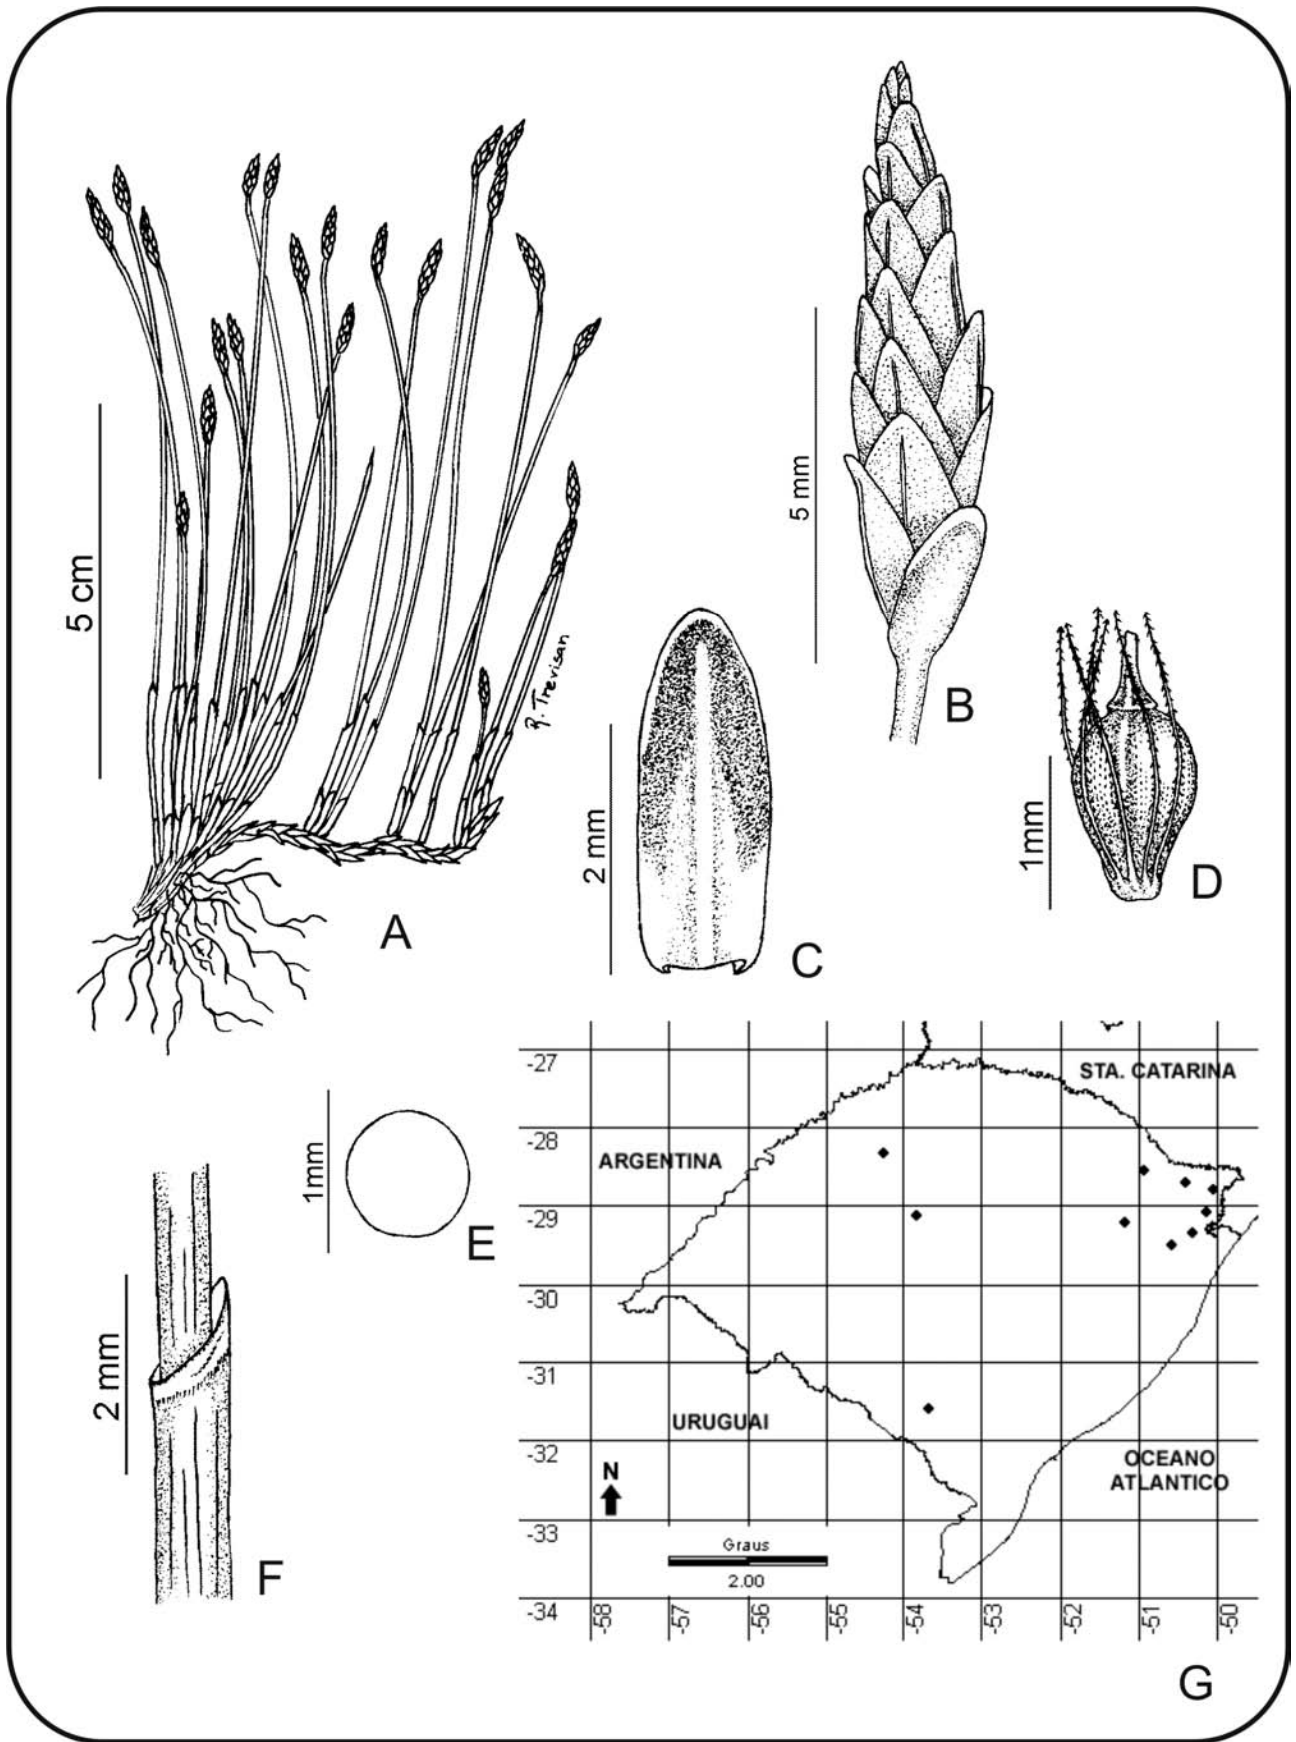 5 cm
R. Trevisan
A
5 mm
B
2 mm
C
1mm
D
1mm
E
2 mm
F
-27
-28
-29
-30
-31
-32
-33
-34
STA. CATARINA
ARGENTINA
URUGUAI
OCEANO
ATLANTICO
N
Graus
2.00
-58
-57
-56
-55
-54
-53
-52
-51
-50
G